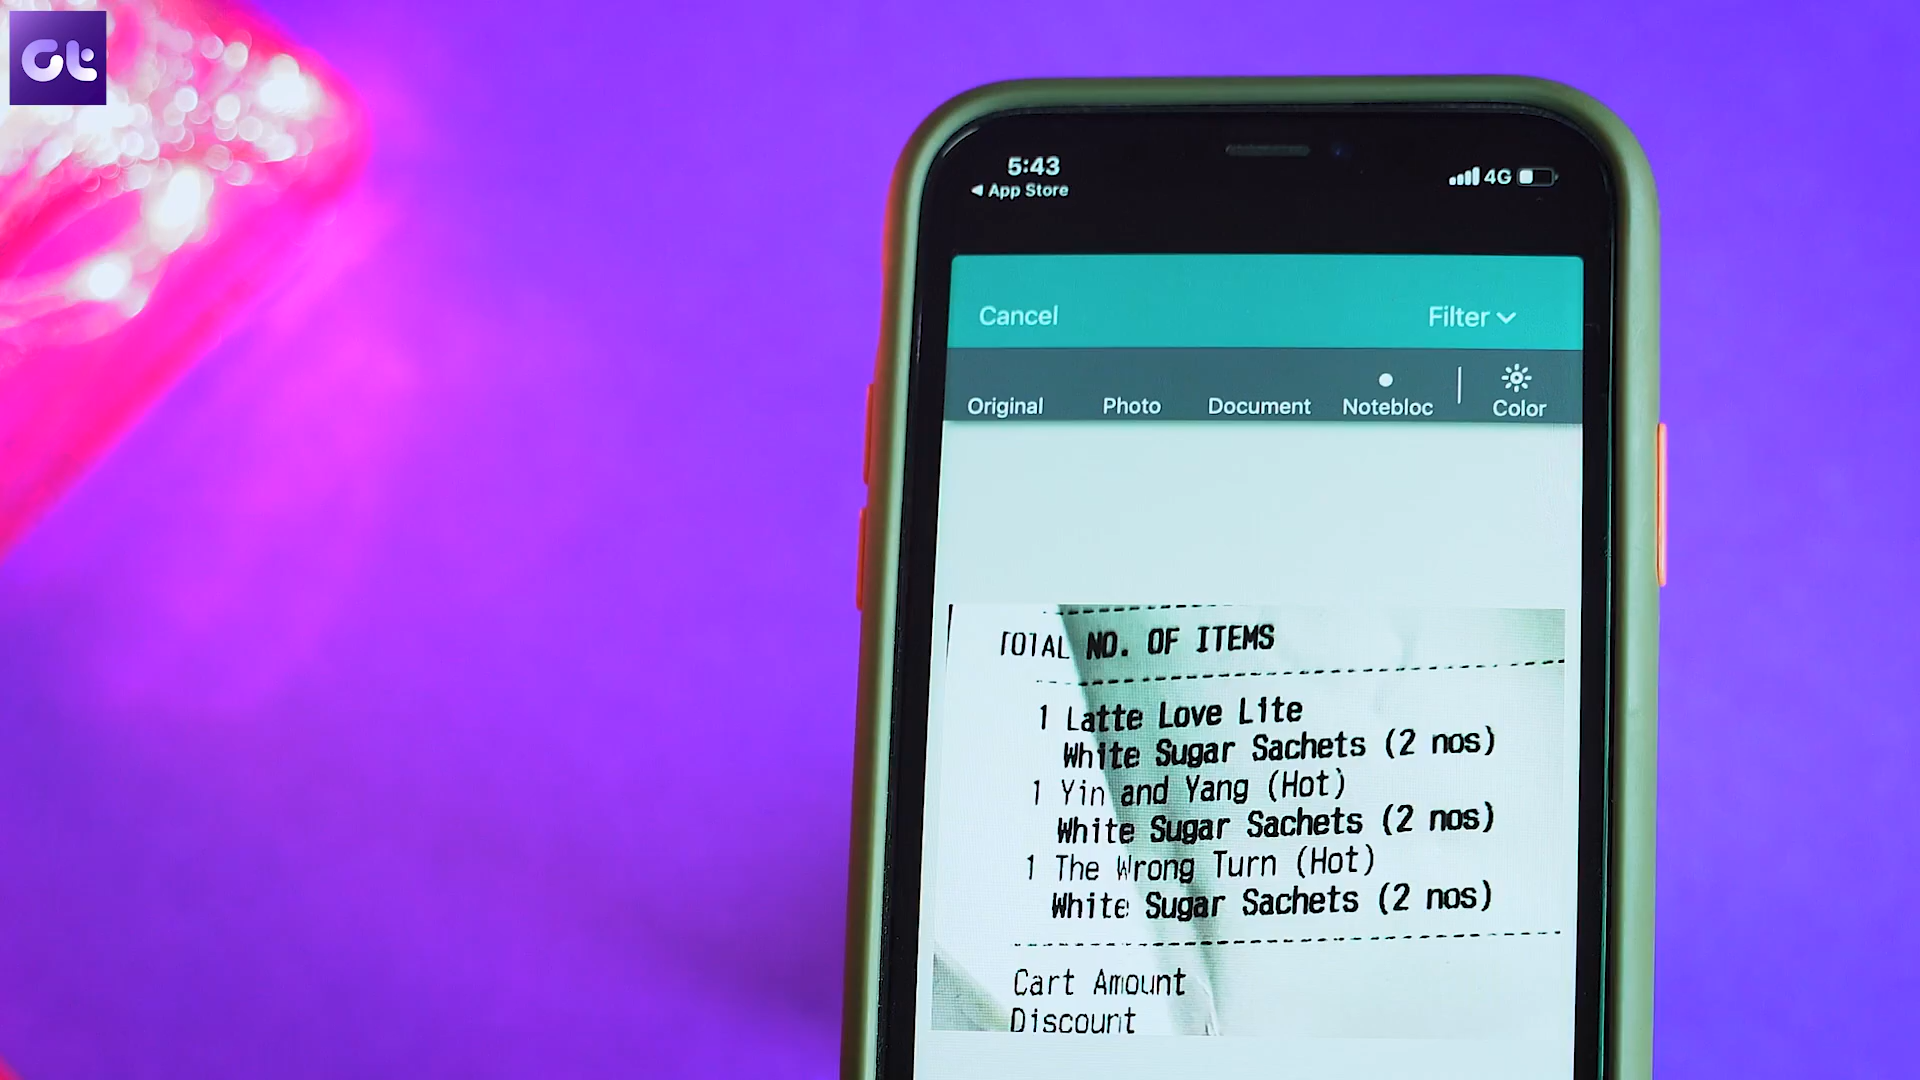 Gt
5:43
◀ App Store
4G
Cancel
Filter
Original
Photo
Document
Notebloc
Color
TOTAL NO. OF ITEMS
1 Latte Love Lite
White Sugar Sachets (2 nos)
1 Yin and Yang (Hot)
White Sugar Sachets (2 nos)
1 The Wrong Turn (Hot)
White Sugar Sachets (2 nos)
Cart Amount
Discount